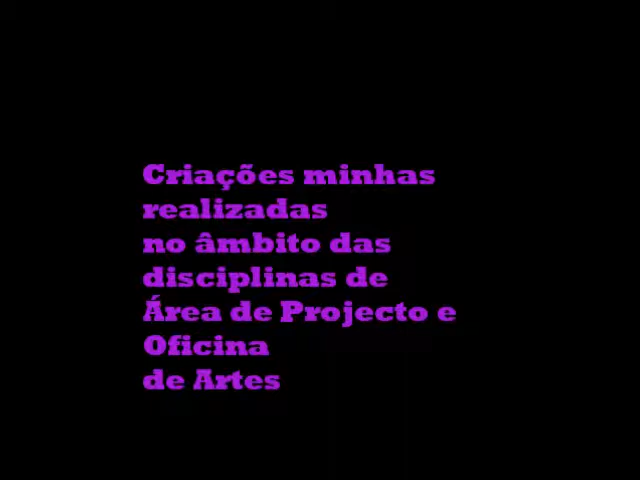 Criações minhas
realizadas
no âmbito das
disciplinas de
Área de Projecto e
Oficina
de Artes